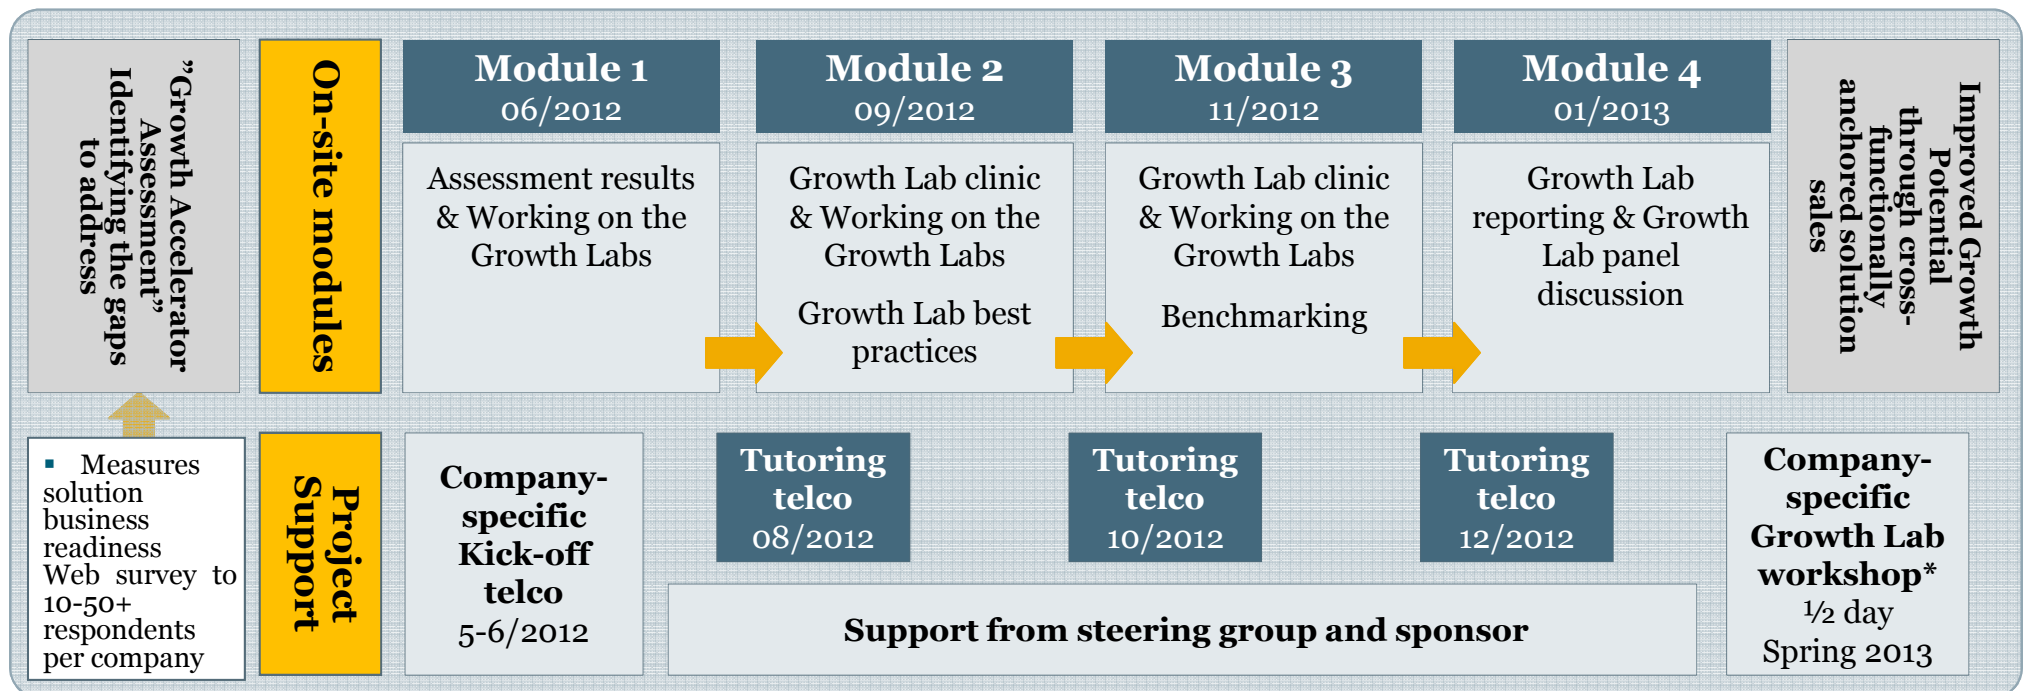 ”Growth Accelerator
Assessment”
Identifying the gaps
to address
On-site modules
Module 1
06/2012
Assessment results
& Working on the
Growth Labs
Module 2
09/2012
Growth Lab clinic
& Working on the
Growth Labs
Growth Lab best
practices
Module 3
11/2012
Growth Lab clinic
& Working on the
Growth Labs
Benchmarking
Module 4
01/2013
Growth Lab
reporting & Growth
Lab panel
discussion
Improved Growth
Potential
through cross-
functionally
anchored solution
sales
▪ Measures
solution
business
readiness
Web survey to
10-50+
respondents
per company
Project
Support
Company-
specific
Kick-off
telco
5-6/2012
Tutoring
telco
08/2012
Tutoring
telco
10/2012
Tutoring
telco
12/2012
Support from steering group and sponsor
Company-
specific
Growth Lab
workshop*
½ day
Spring 2013